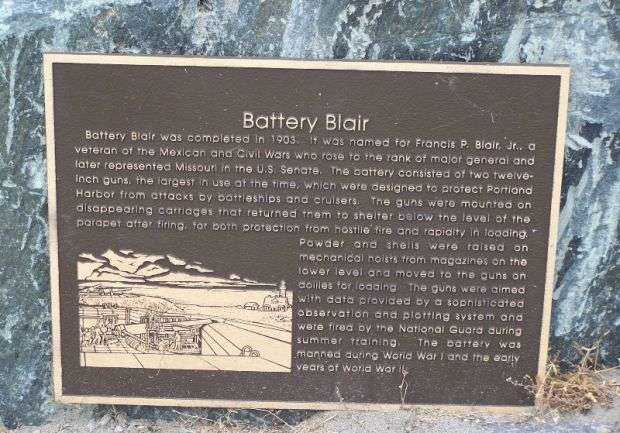 Battery Blair
Battery Blair was completed in 1903. It was named for Francis P. Blair, Jr., a
veteran of the Mexican and Civil Wars who rose to the rank of major general and
later represented Missouri in the U.S. Senate. The battery consisted of two twelve-
inch guns, the largest in use at the time, which were designed to protect Portland
Harbor from attacks by battleships and cruisers. The guns were mounted on
disappearing carriages that returned them to shelter below the level of the
parapet after firing, for both protection from hostile fire and rapidity in loading.
Powder and shells were raised on
mechanical hoists from magazines on the
lower level and moved to the guns on
dollies for loading. The guns were aimed
with data provided by a sophisticated
observation and plotting system and
were fired by the National Guard during
summer training. The battery was
manned during World War I and the early
years of World War II.